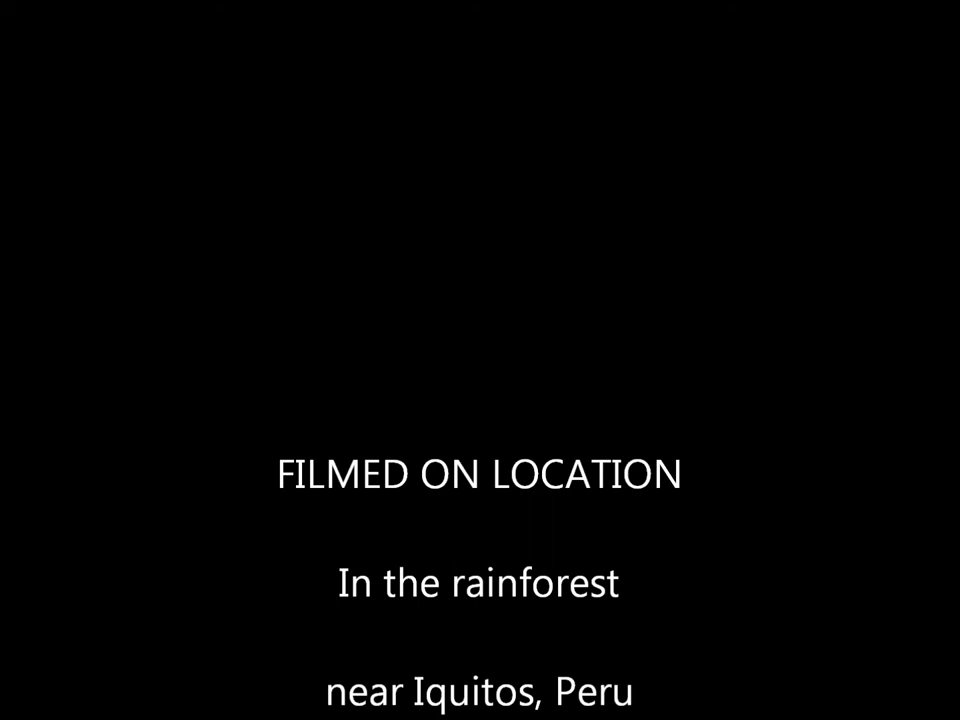 FILMED ON LOCATION
In the rainforest
near Iquitos, Peru